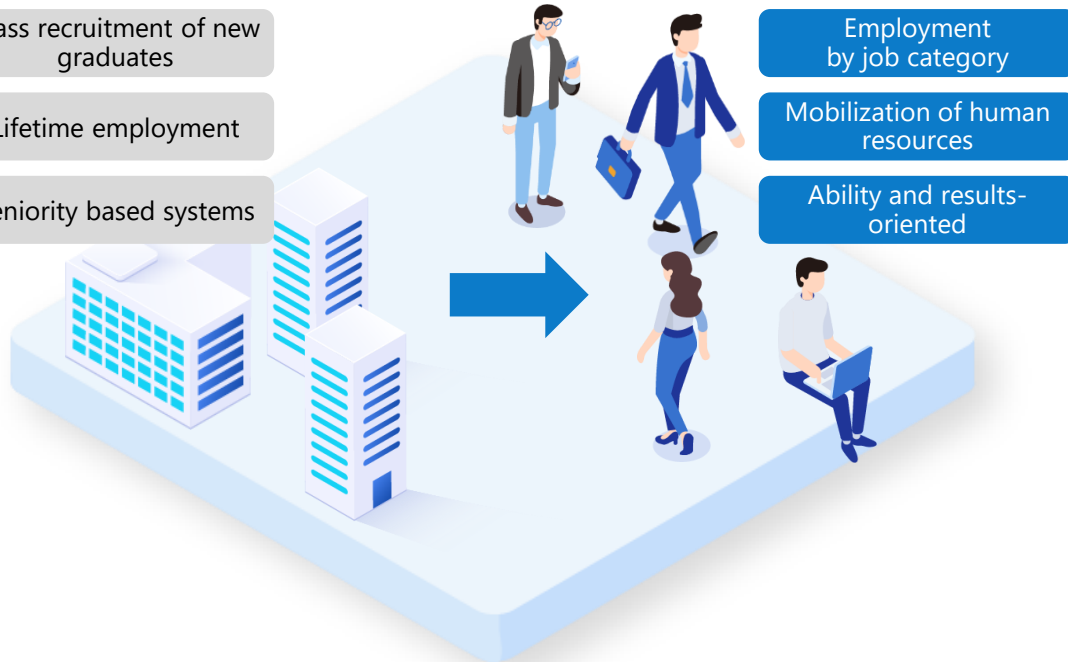 ass recruitment of new
graduates
Lifetime employment
eniority based systems
Employment
by job category
Mobilization of human
resources
Ability and results-
oriented